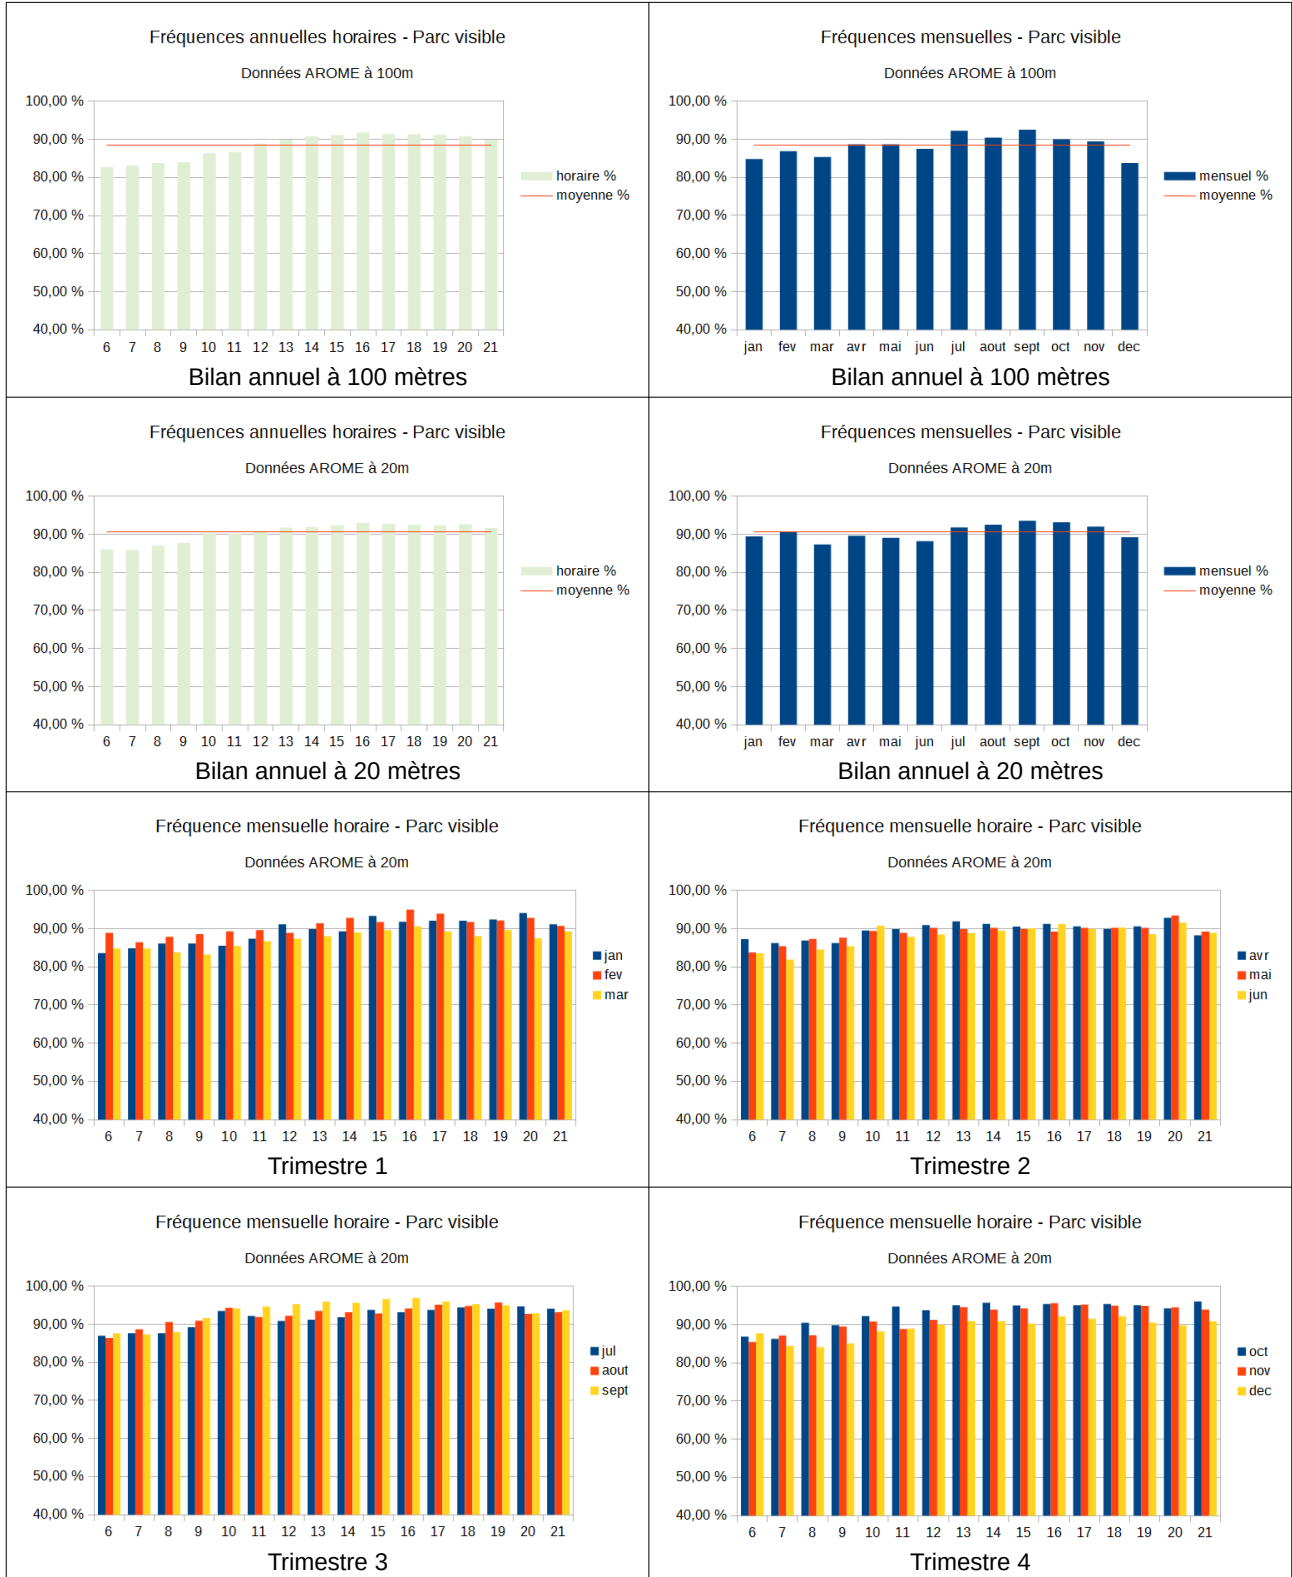 Fréquences annuelles horaires - Parc visible
Données AROME à 100m
100,00 %
90,00 %
80,00 %
70,00 %
60,00 %
50,00 %
40,00 %
6 7 8 9 10 11 12 13 14 15 16 17 18 19 20 21
horaire %
moyenne %
Bilan annuel à 100 mètres
Fréquences mensuelles - Parc visible
Données AROME à 100m
100,00 %
90,00 %
80,00 %
70,00 %
60,00 %
50,00 %
40,00 %
jan fev mar avr mai jun jul aout sept oct nov dec
mensuel %
moyenne %
Bilan annuel à 100 mètres
Fréquences annuelles horaires - Parc visible
Données AROME à 20m
100,00 %
90,00 %
80,00 %
70,00 %
60,00 %
50,00 %
40,00 %
6 7 8 9 10 11 12 13 14 15 16 17 18 19 20 21
horaire %
moyenne %
Bilan annuel à 20 mètres
Fréquences mensuelles - Parc visible
Données AROME à 20m
100,00 %
90,00 %
80,00 %
70,00 %
60,00 %
50,00 %
40,00 %
jan fev mar avr mai jun jul aout sept oct nov dec
mensuel %
moyenne %
Bilan annuel à 20 mètres
Fréquence mensuelle horaire - Parc visible
Données AROME à 20m
100,00 %
90,00 %
80,00 %
70,00 %
60,00 %
50,00 %
40,00 %
6 7 8 9 10 11 12 13 14 15 16 17 18 19 20 21
jan
fev
mar
Trimestre 1
Fréquence mensuelle horaire - Parc visible
Données AROME à 20m
100,00 %
90,00 %
80,00 %
70,00 %
60,00 %
50,00 %
40,00 %
6 7 8 9 10 11 12 13 14 15 16 17 18 19 20 21
avr
mai
jun
Trimestre 2
Fréquence mensuelle horaire - Parc visible
Données AROME à 20m
100,00 %
90,00 %
80,00 %
70,00 %
60,00 %
50,00 %
40,00 %
6 7 8 9 10 11 12 13 14 15 16 17 18 19 20 21
jul
aout
sept
Trimestre 3
Fréquence mensuelle horaire - Parc visible
Données AROME à 20m
100,00 %
90,00 %
80,00 %
70,00 %
60,00 %
50,00 %
40,00 %
6 7 8 9 10 11 12 13 14 15 16 17 18 19 20 21
oct
nov
dec
Trimestre 4